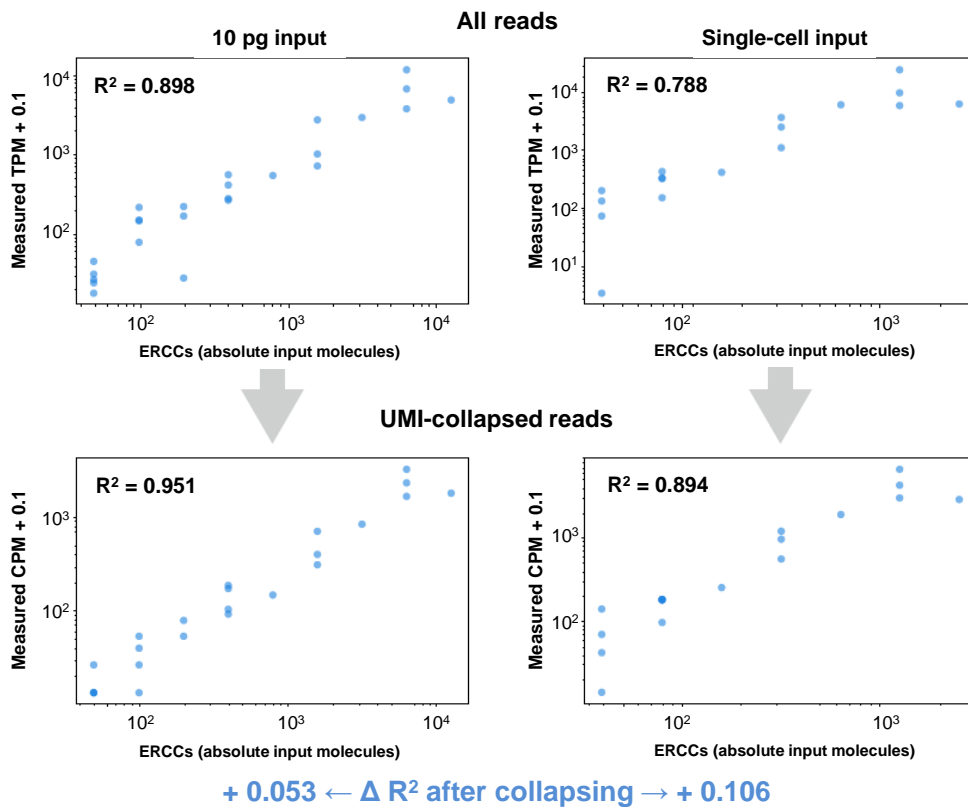 All reads
10 pg input
Single-cell input
R² = 0.898
Measured TPM + 0.1
10⁴
10³
10²
10² 10³ 10⁴
ERCCs (absolute input molecules)
R² = 0.788
Measured TPM + 0.1
10⁴
10³
10²
10¹
10² 10³
ERCCs (absolute input molecules)
UMI-collapsed reads
R² = 0.951
Measured CPM + 0.1
10³
10²
10² 10³ 10⁴
ERCCs (absolute input molecules)
R² = 0.894
Measured CPM + 0.1
10³
10²
10² 10³
ERCCs (absolute input molecules)
+ 0.053 ← Δ R² after collapsing → + 0.106